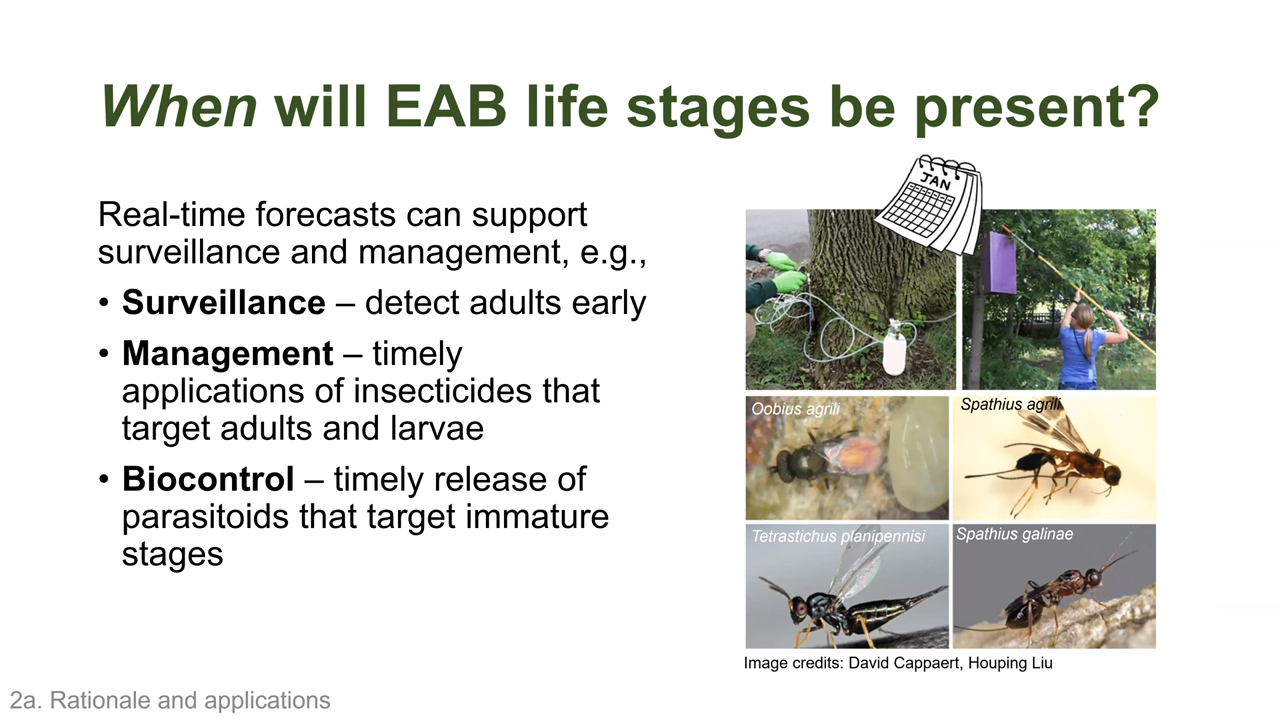 When will EAB life stages be present?
Real-time forecasts can support
surveillance and management, e.g.,
• Surveillance – detect adults early
• Management – timely
applications of insecticides that
target adults and larvae
• Biocontrol – timely release of
parasitoids that target immature
stages
JAN
Oobius agrili
Spathius agrili
Tetrastichus planipennisi
Spathius galinae
Image credits: David Cappaert, Houping Liu
2a. Rationale and applications